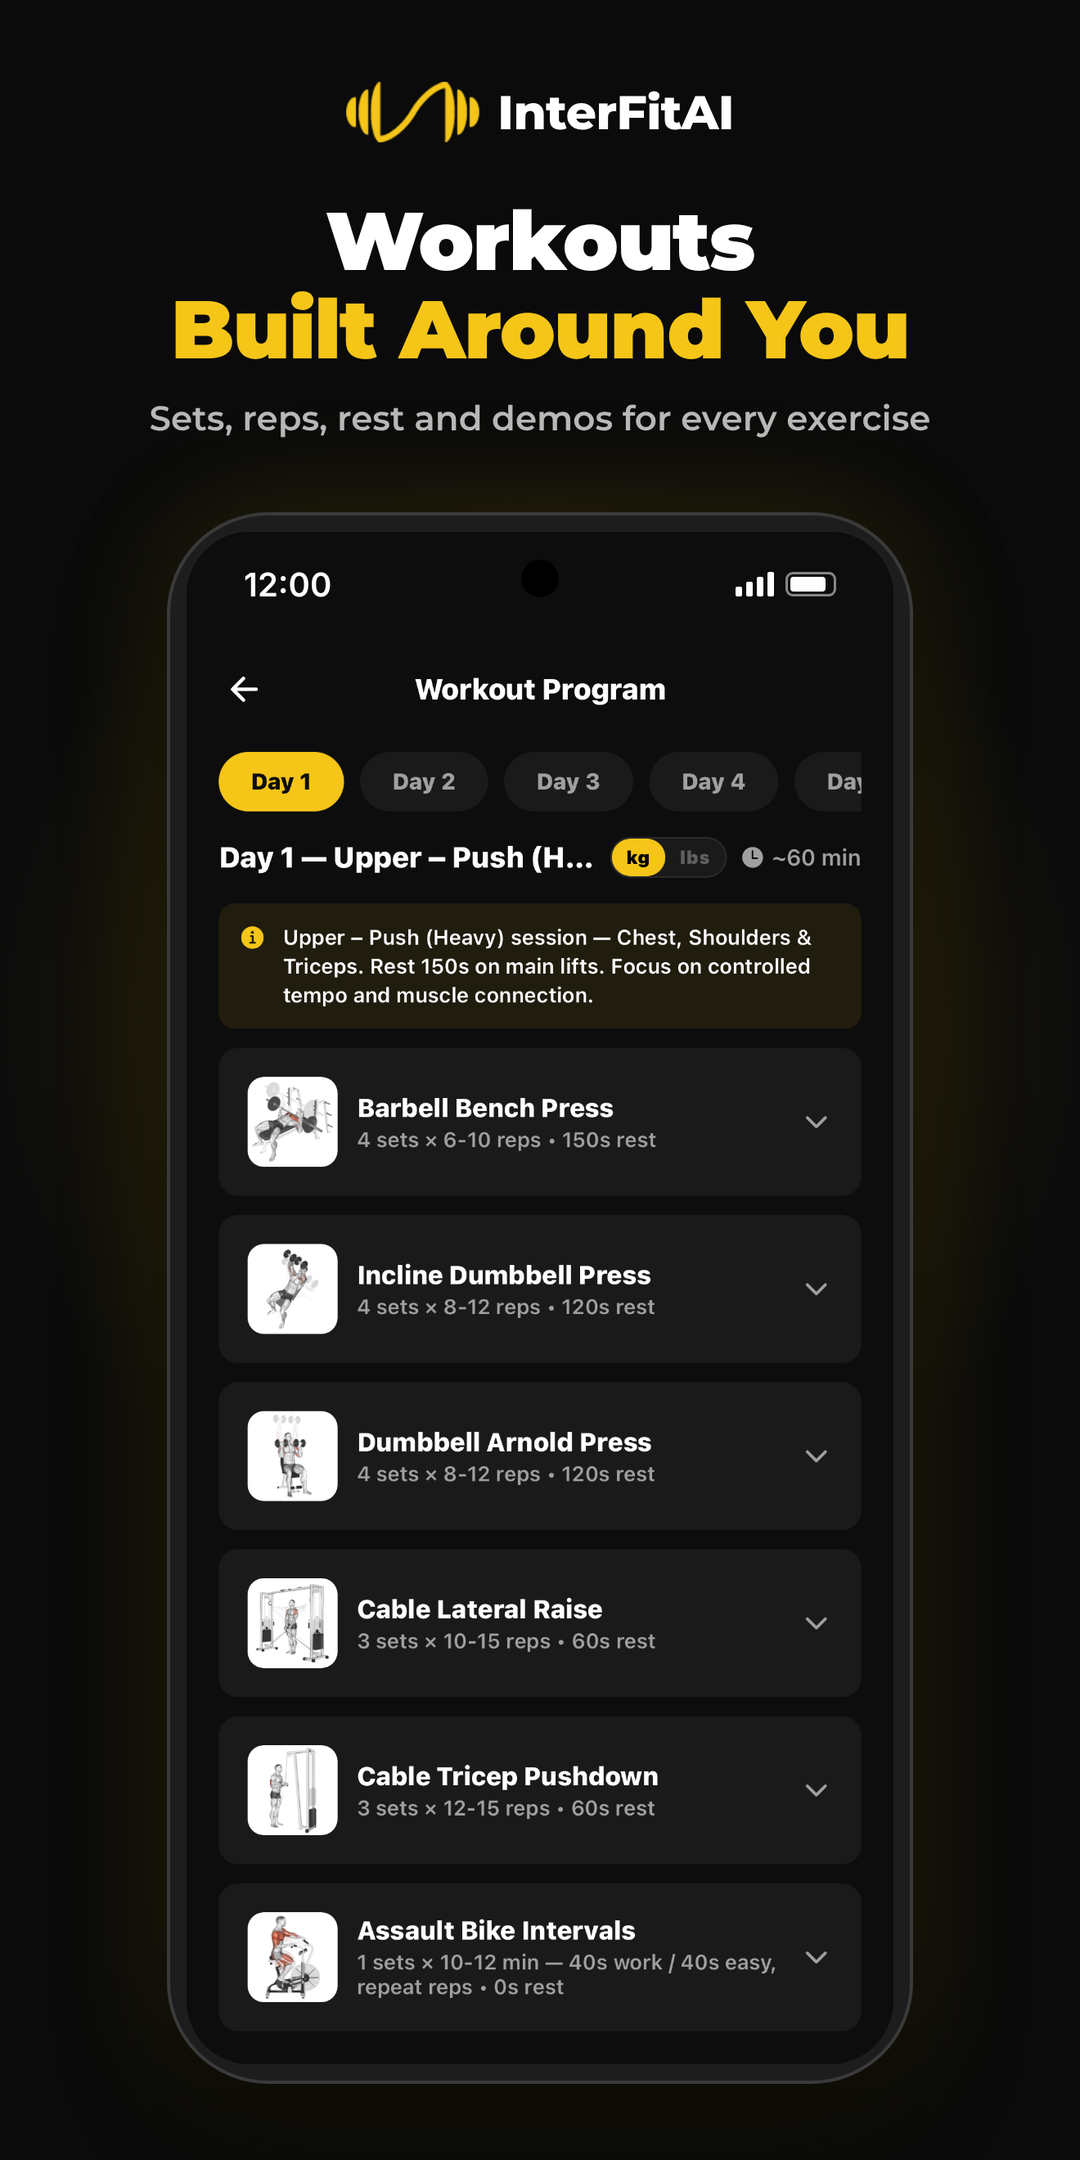 InterFitAI
Workouts
Built Around You
Sets, reps, rest and demos for every exercise
12:00
Workout Program
Day 1
Day 2
Day 3
Day 4
Day
Day 1 — Upper – Push (H...
kg
lbs
~60 min
Upper – Push (Heavy) session — Chest, Shoulders &
Triceps. Rest 150s on main lifts. Focus on controlled
tempo and muscle connection.
Barbell Bench Press
4 sets × 6-10 reps • 150s rest
Incline Dumbbell Press
4 sets × 8-12 reps • 120s rest
Dumbbell Arnold Press
4 sets × 8-12 reps • 120s rest
Cable Lateral Raise
3 sets × 10-15 reps • 60s rest
Cable Tricep Pushdown
3 sets × 12-15 reps • 60s rest
Assault Bike Intervals
1 sets × 10-12 min — 40s work / 40s easy,
repeat reps • 0s rest